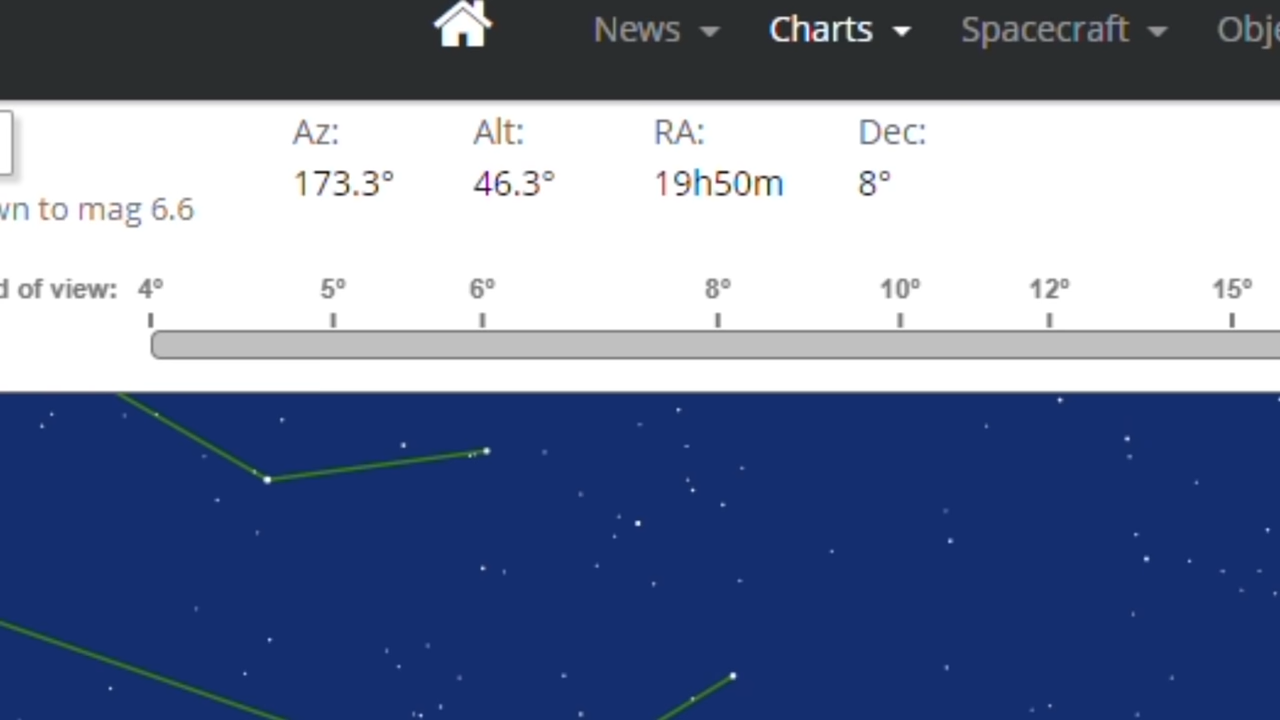 News Charts Spacecraft
Az: Alt: RA: Dec:
173.3° 46.3° 19h50m 8°
to mag 6.6
of view: 4° 5° 6° 8° 10° 12° 15°